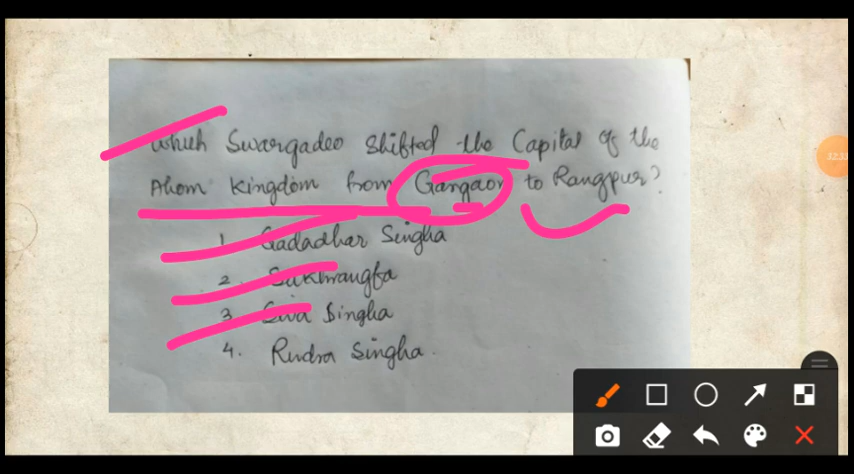 Which Swargadeo Shifted the Capital of the
Ahom Kingdom from Gargaon to Rangpur?
1. Gadadhar Singha
2. Sukhrangfa
3. Siva Singha
4. Rudra Singha.